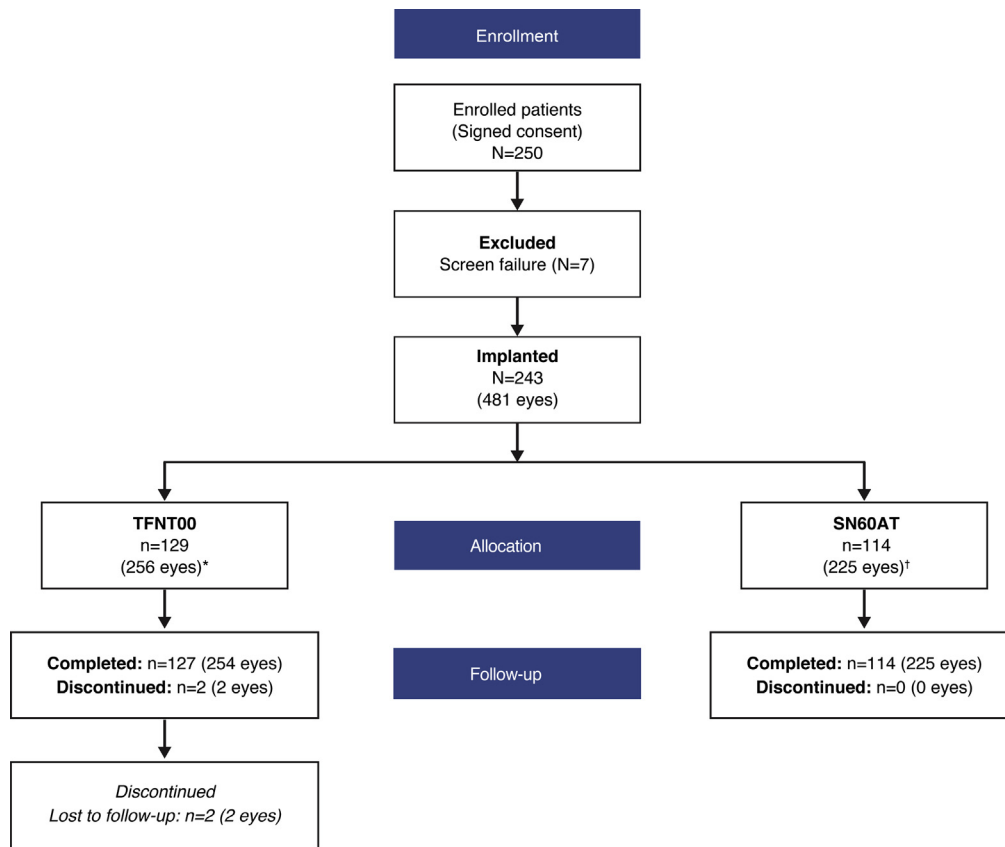 Enrollment
Enrolled patients
(Signed consent)
N=250
Excluded
Screen failure (N=7)
Implanted
N=243
(481 eyes)
TFNT00
n=129
(256 eyes)*
Allocation
SN60AT
n=114
(225 eyes)†
Completed: n=127 (254 eyes)
Discontinued: n=2 (2 eyes)
Follow-up
Completed: n=114 (225 eyes)
Discontinued: n=0 (0 eyes)
Discontinued
Lost to follow-up: n=2 (2 eyes)